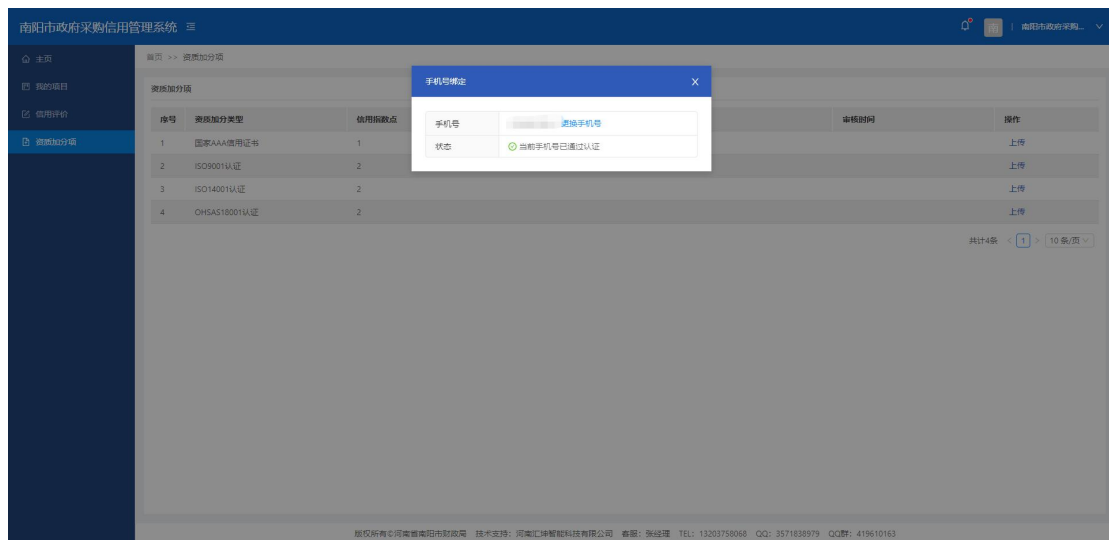 南阳市政府采购信用管理系统
南 | 南阳市政府采购...
主页
我的项目
信用评价
资质加分项
首页 >> 资质加分项
资质加分项
序号 资质加分类型 信用指数点 审核时间 操作
1 国家AAA信用证书 1 上传
2 ISO9001认证 2 上传
3 ISO14001认证 2 上传
4 OHSAS18001认证 2 上传
共计4条 < 1 > 10 条/页
手机号绑定 X
手机号 更换手机号
状态 当前手机号已通过认证
版权所有©河南省南阳市财政局 技术支持：河南汇坤智能科技有限公司 客服：张经理 TEL：13203758068 QQ：3571838979 QQ群：419610163